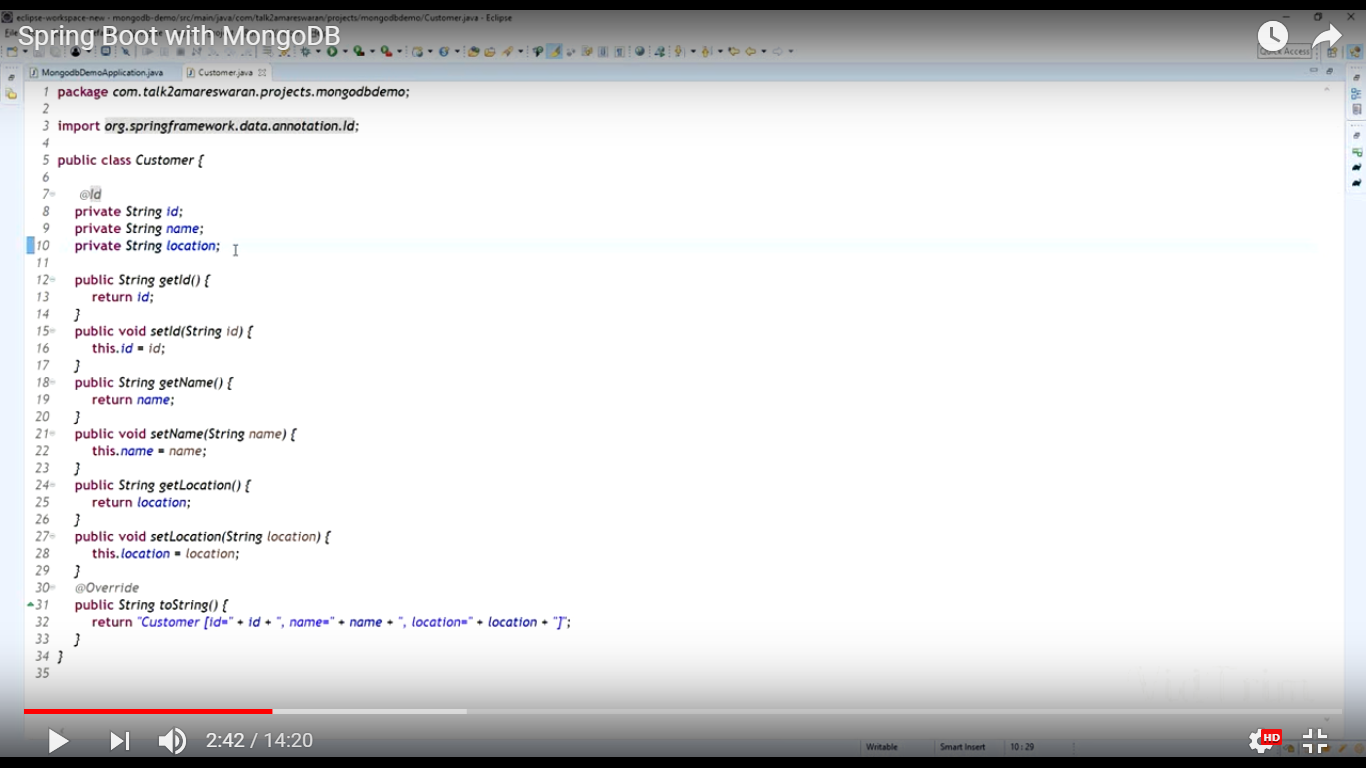 eclipse-workspace-new - mongodb-demo/src/main/java/com/talk2amareswaran/projects/mongodbdemo/Customer.java - Eclipse
Spring Boot with MongoDB
Quick Access
MongodbDemoApplication.java
Customer.java
1 package com.talk2amareswaran.projects.mongodbdemo;
2
3 import org.springframework.data.annotation.Id;
4
5 public class Customer {
6
7 @Id
8 private String id;
9 private String name;
10 private String location;
11
12 public String getId() {
13 return id;
14 }
15 public void setId(String id) {
16 this.id = id;
17 }
18 public String getName() {
19 return name;
20 }
21 public void setName(String name) {
22 this.name = name;
23 }
24 public String getLocation() {
25 return location;
26 }
27 public void setLocation(String location) {
28 this.location = location;
29 }
30 @Override
31 public String toString() {
32 return "Customer [id=" + id + ", name=" + name + ", location=" + location + "]";
33 }
34 }
35
2:42 / 14:20
HD
Writable
Smart Insert
10 : 29